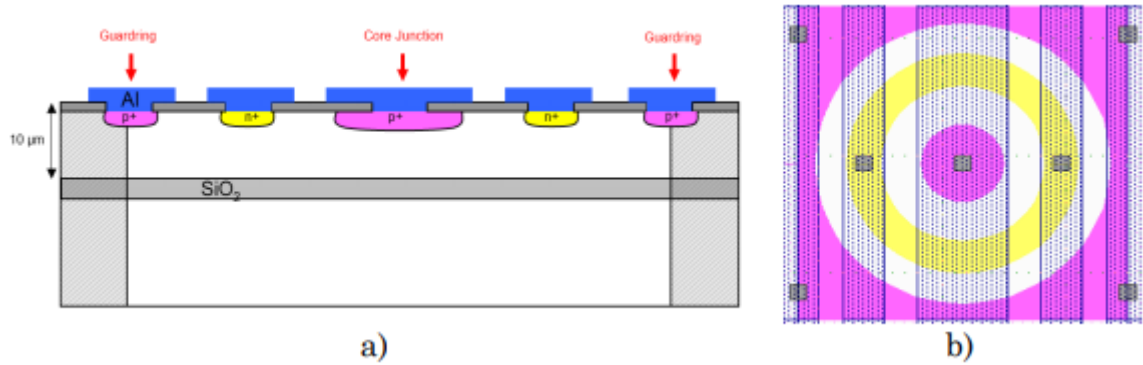 Guardring Core Junction Guardring
Al
p+ n+ p+ n+ p+
10 µm
SiO₂
a) b)